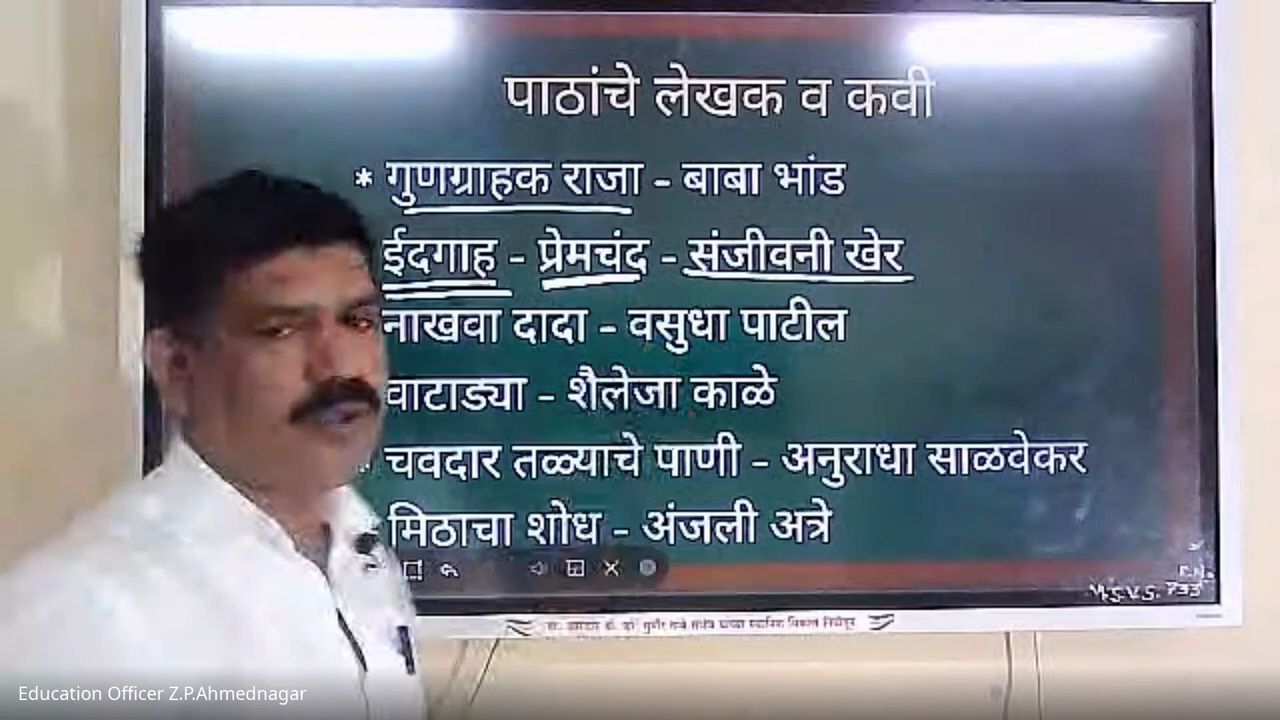 पाठांचे लेखक व कवी
* गुणग्राहक राजा - बाबा भांड
ईदगाह - प्रेमचंद - संजीवनी खेर
नाखवा दादा - वसुधा पाटील
वाटाड्या - शैलेजा काळे
चवदार तळ्याचे पाणी - अनुराधा साळवेकर
मिठाचा शोध - अंजली अत्रे
Education Officer Z.P.Ahmednagar